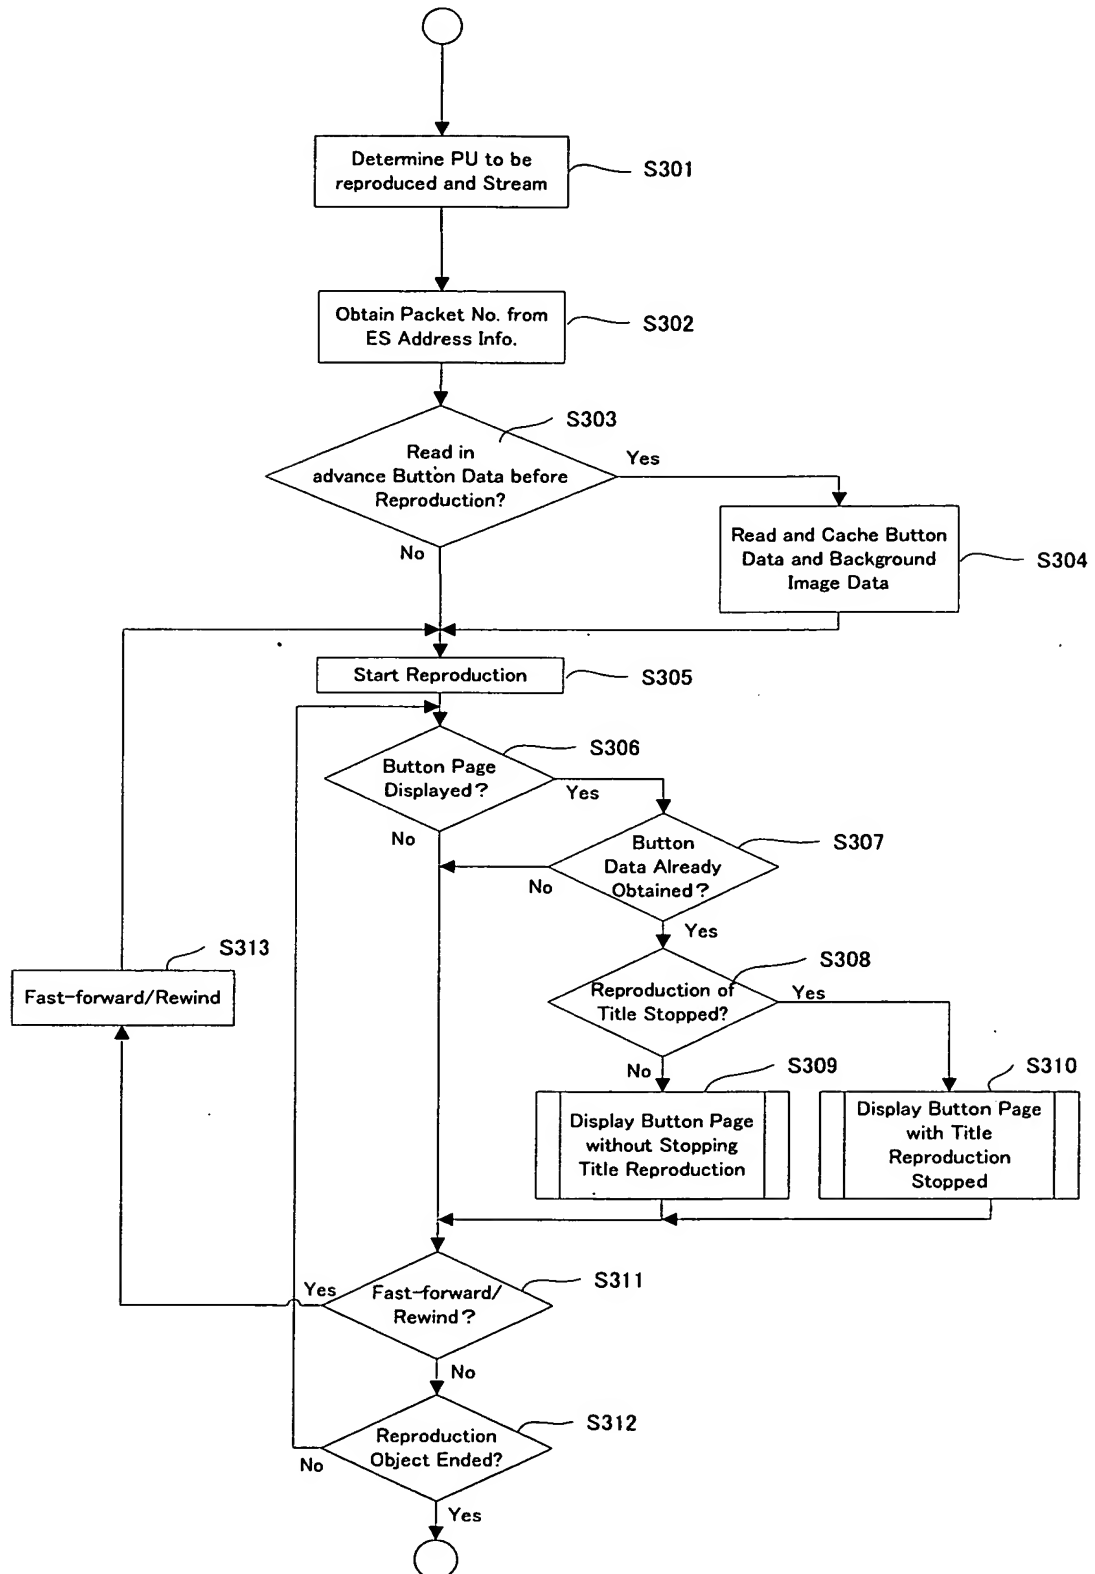 Determine PU to be
reproduced and Stream
S301
Obtain Packet No. from
ES Address Info.
S302
S303
Read in
advance Button Data before
Reproduction?
Yes
No
Read and Cache Button
Data and Background
Image Data
S304
Start Reproduction
S305
S306
Button Page
Displayed?
Yes
No
S307
Button
Data Already
Obtained?
No
Yes
S313
Fast-forward/Rewind
S308
Reproduction of
Title Stopped?
Yes
No
S309
Display Button Page
without Stopping
Title Reproduction
S310
Display Button Page
with Title
Reproduction
Stopped
S311
Fast-forward/
Rewind?
Yes
No
S312
Reproduction
Object Ended?
No
Yes